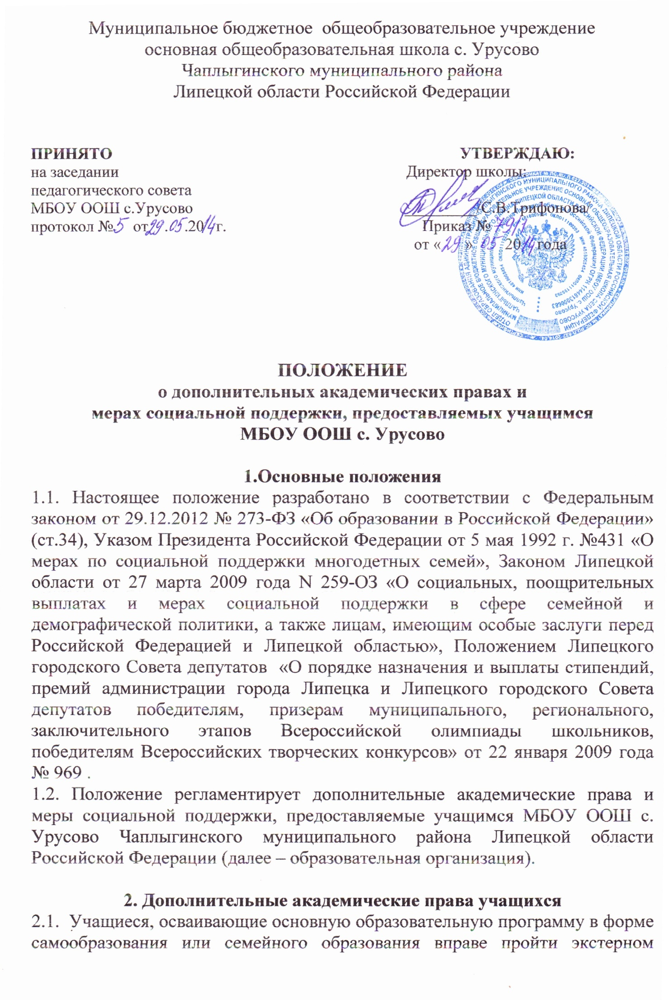 Муниципальное бюджетное общеобразовательное учреждение
основная общеобразовательная школа с. Урусово
Чаплыгинского муниципального района
Липецкой области Российской Федерации
ПРИНЯТО
на заседании
педагогического совета
МБОУ ООШ с.Урусово
протокол № 5 от 29.05.2014г.
УТВЕРЖДАЮ:
Директор школы:
/С.В.Трифонова/
Приказ № 79/1
от «29» 05 2014 года
ПОЛОЖЕНИЕ
о дополнительных академических правах и
мерах социальной поддержки, предоставляемых учащимся
МБОУ ООШ с. Урусово
1.Основные положения
1.1. Настоящее положение разработано в соответствии с Федеральным
законом от 29.12.2012 № 273-ФЗ «Об образовании в Российской Федерации»
(ст.34), Указом Президента Российской Федерации от 5 мая 1992 г. №431 «О
мерах по социальной поддержки многодетных семей», Законом Липецкой
области от 27 марта 2009 года N 259-ОЗ «О социальных, поощрительных
выплатах и мерах социальной поддержки в сфере семейной и
демографической политики, а также лицам, имеющим особые заслуги перед
Российской Федерацией и Липецкой областью», Положением Липецкого
городского Совета депутатов «О порядке назначения и выплаты стипендий,
премий администрации города Липецка и Липецкого городского Совета
депутатов победителям, призерам муниципального, регионального,
заключительного этапов Всероссийской олимпиады школьников,
победителям Всероссийских творческих конкурсов» от 22 января 2009 года
№ 969 .
1.2. Положение регламентирует дополнительные академические права и
меры социальной поддержки, предоставляемые учащимся МБОУ ООШ с.
Урусово Чаплыгинского муниципального района Липецкой области
Российской Федерации (далее – образовательная организация).
2. Дополнительные академические права учащихся
2.1. Учащиеся, осваивающие основную образовательную программу в форме
самообразования или семейного образования вправе пройти экстерном